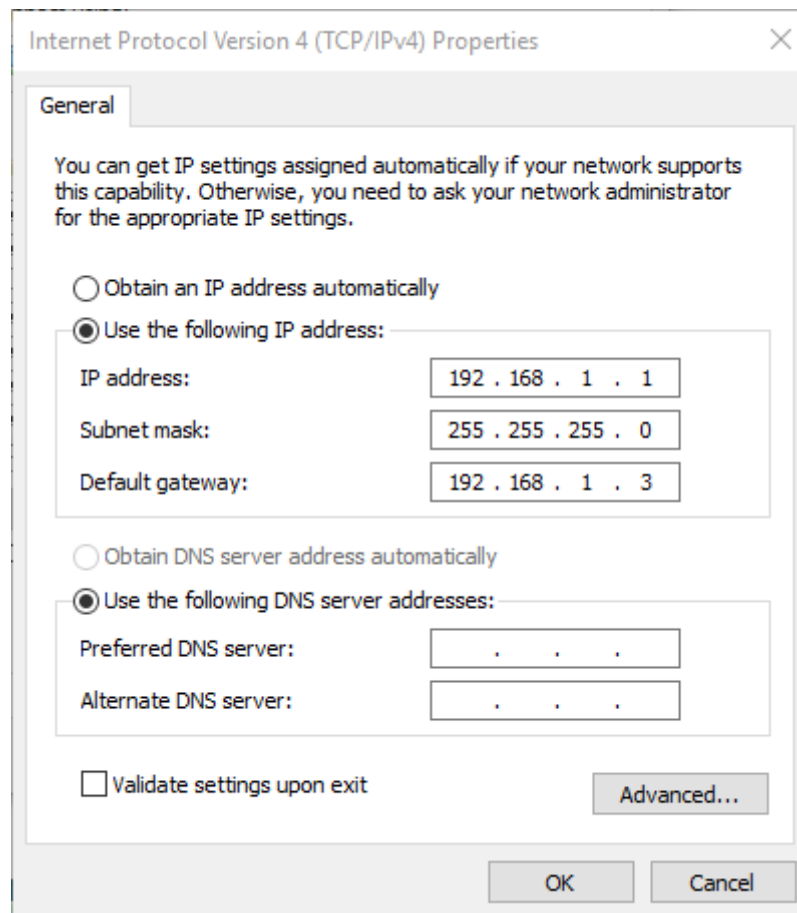 Internet Protocol Version 4 (TCP/IPv4) Properties
General
You can get IP settings assigned automatically if your network supports
this capability. Otherwise, you need to ask your network administrator
for the appropriate IP settings.
Obtain an IP address automatically
Use the following IP address:
IP address: 192 . 168 . 1 . 1
Subnet mask: 255 . 255 . 255 . 0
Default gateway: 192 . 168 . 1 . 3
Obtain DNS server address automatically
Use the following DNS server addresses:
Preferred DNS server: . . .
Alternate DNS server: . . .
Validate settings upon exit
Advanced...
OK Cancel